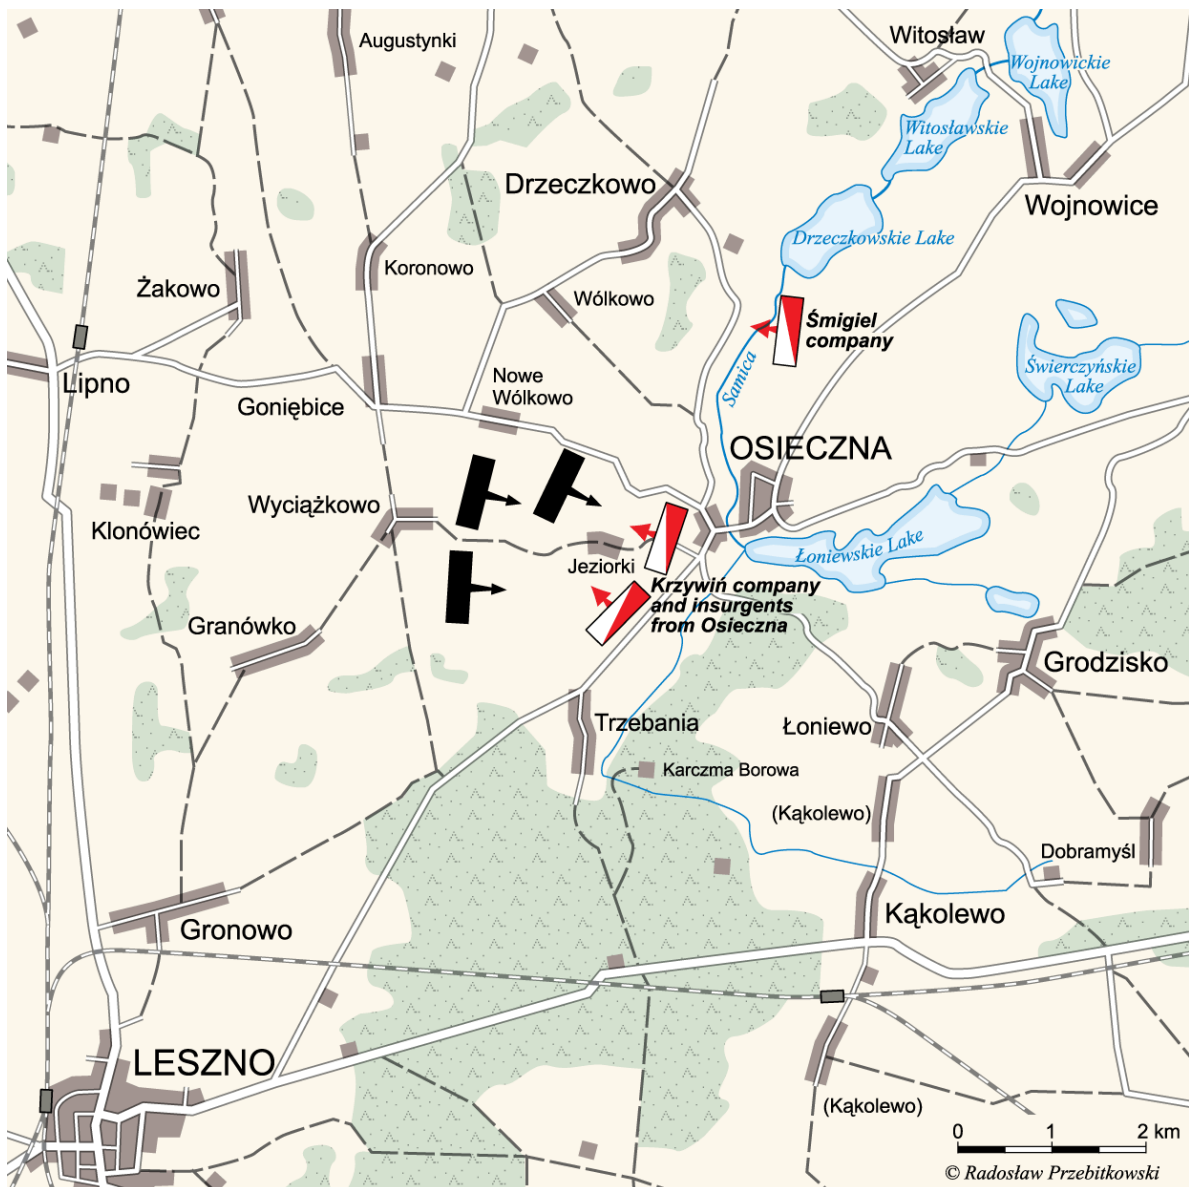 Augustynki
Witosław
Wojnowickie
Lake
Witosławskie
Lake
Drzeczkowo
Wojnowice
Drzeczkowskie Lake
Koronowo
Żakowo
Wólkowo
Śmigiel
company
Samica
Świerczyńskie
Lake
Lipno
Nowe
Wólkowo
Goniębice
OSIECZNA
Wyciążkowo
Klonówiec
Łoniewskie Lake
Jeziorki
Krzywiń company
and insurgents
from Osieczna
Granówko
Grodzisko
Trzebania
Łoniewo
Karczma Borowa
(Kąkolewo)
Dobramyśl
Kąkolewo
Gronowo
LESZNO
(Kąkolewo)
0 1 2 km
© Radosław Przebitkowski